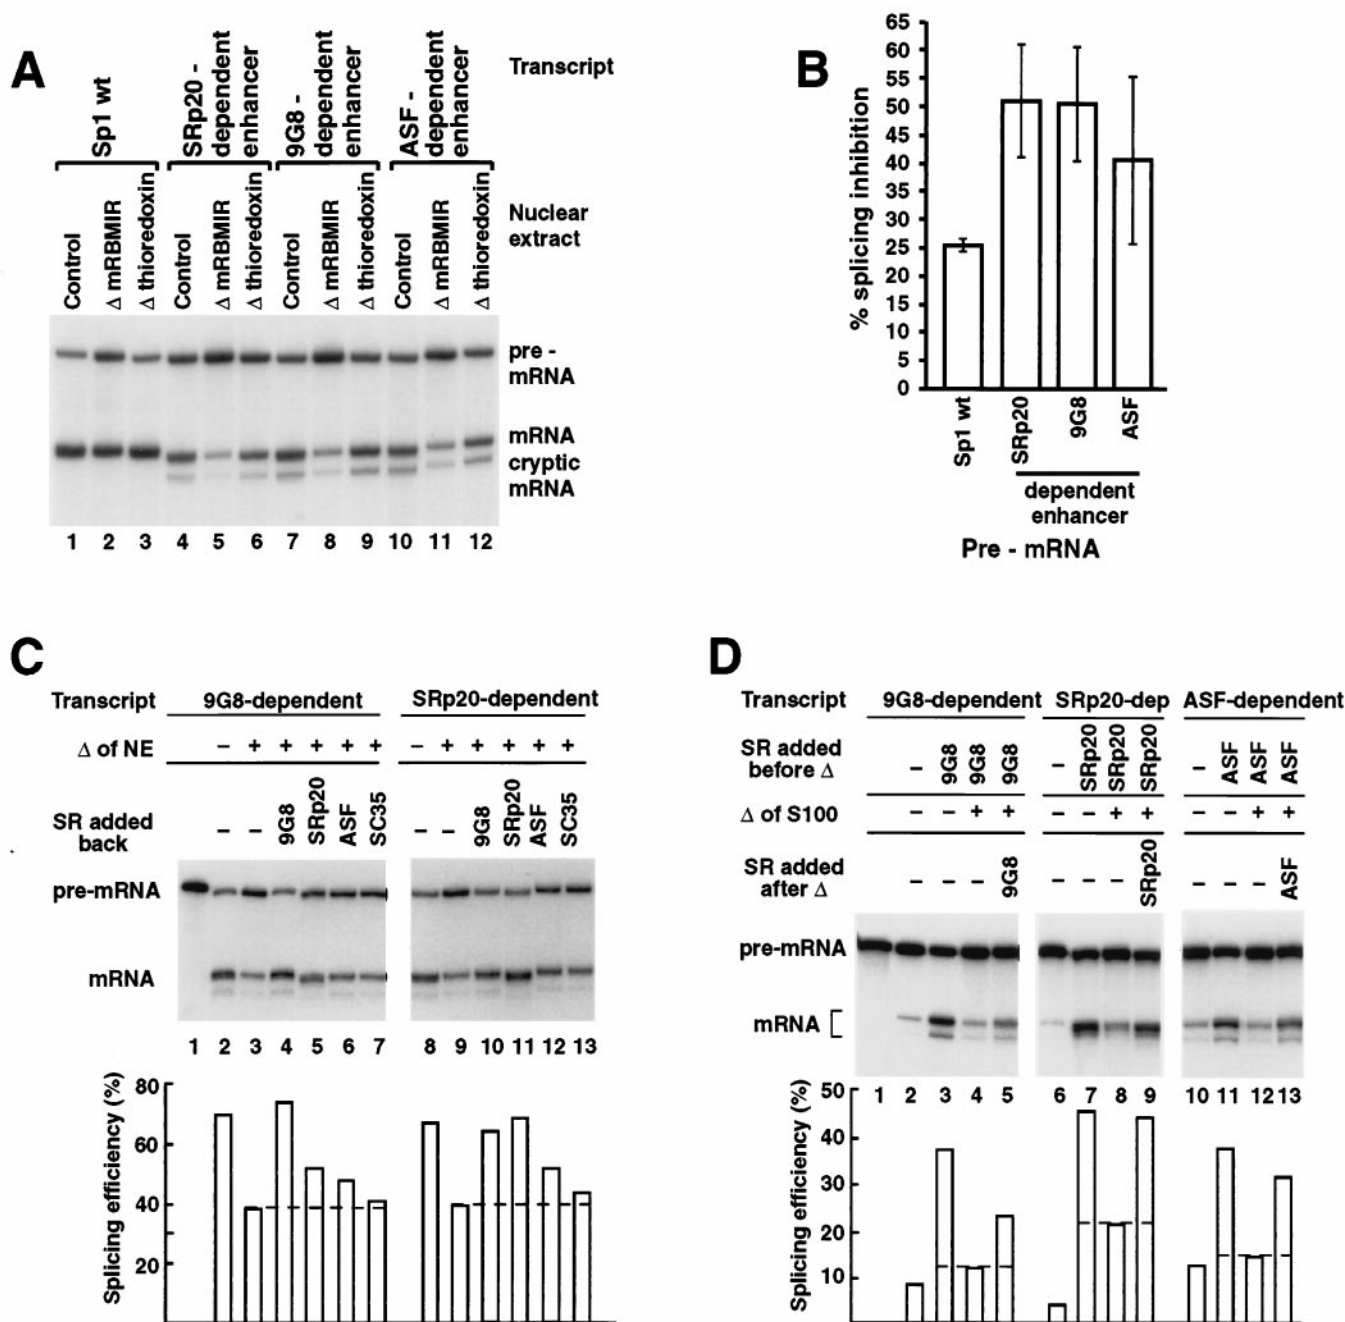 A
Sp1 wt
SRp20 -
dependent
enhancer
9G8 -
dependent
enhancer
ASF -
dependent
enhancer
Transcript
Control
Δ mRBMIR
Δ thioredoxin
Control
Δ mRBMIR
Δ thioredoxin
Control
Δ mRBMIR
Δ thioredoxin
Control
Δ mRBMIR
Δ thioredoxin
Nuclear
extract
pre -
mRNA
mRNA
cryptic
mRNA
1 2 3 4 5 6 7 8 9 10 11 12
B
% splicing inhibition
65
60
55
50
45
40
35
30
25
20
15
10
5
0
Sp1 wt
SRp20
9G8
ASF
dependent
enhancer
Pre - mRNA
C
Transcript 9G8-dependent SRp20-dependent
Δ of NE – + + + + + – + + + + +
SR added
back
– – 9G8 SRp20 ASF SC35 – – 9G8 SRp20 ASF SC35
pre-mRNA
mRNA
1 2 3 4 5 6 7 8 9 10 11 12 13
Splicing efficiency (%)
80
60
40
20
D
Transcript 9G8-dependent SRp20-dep ASF-dependent
SR added
before Δ
– 9G8 9G8 9G8 – SRp20 SRp20 SRp20 – ASF ASF ASF
Δ of S100 – – + + – – + + – – + +
SR added
after Δ
– – – 9G8 – – – SRp20 – – – ASF
pre-mRNA
mRNA [
1 2 3 4 5 6 7 8 9 10 11 12 13
Splicing efficiency (%)
50
40
30
20
10